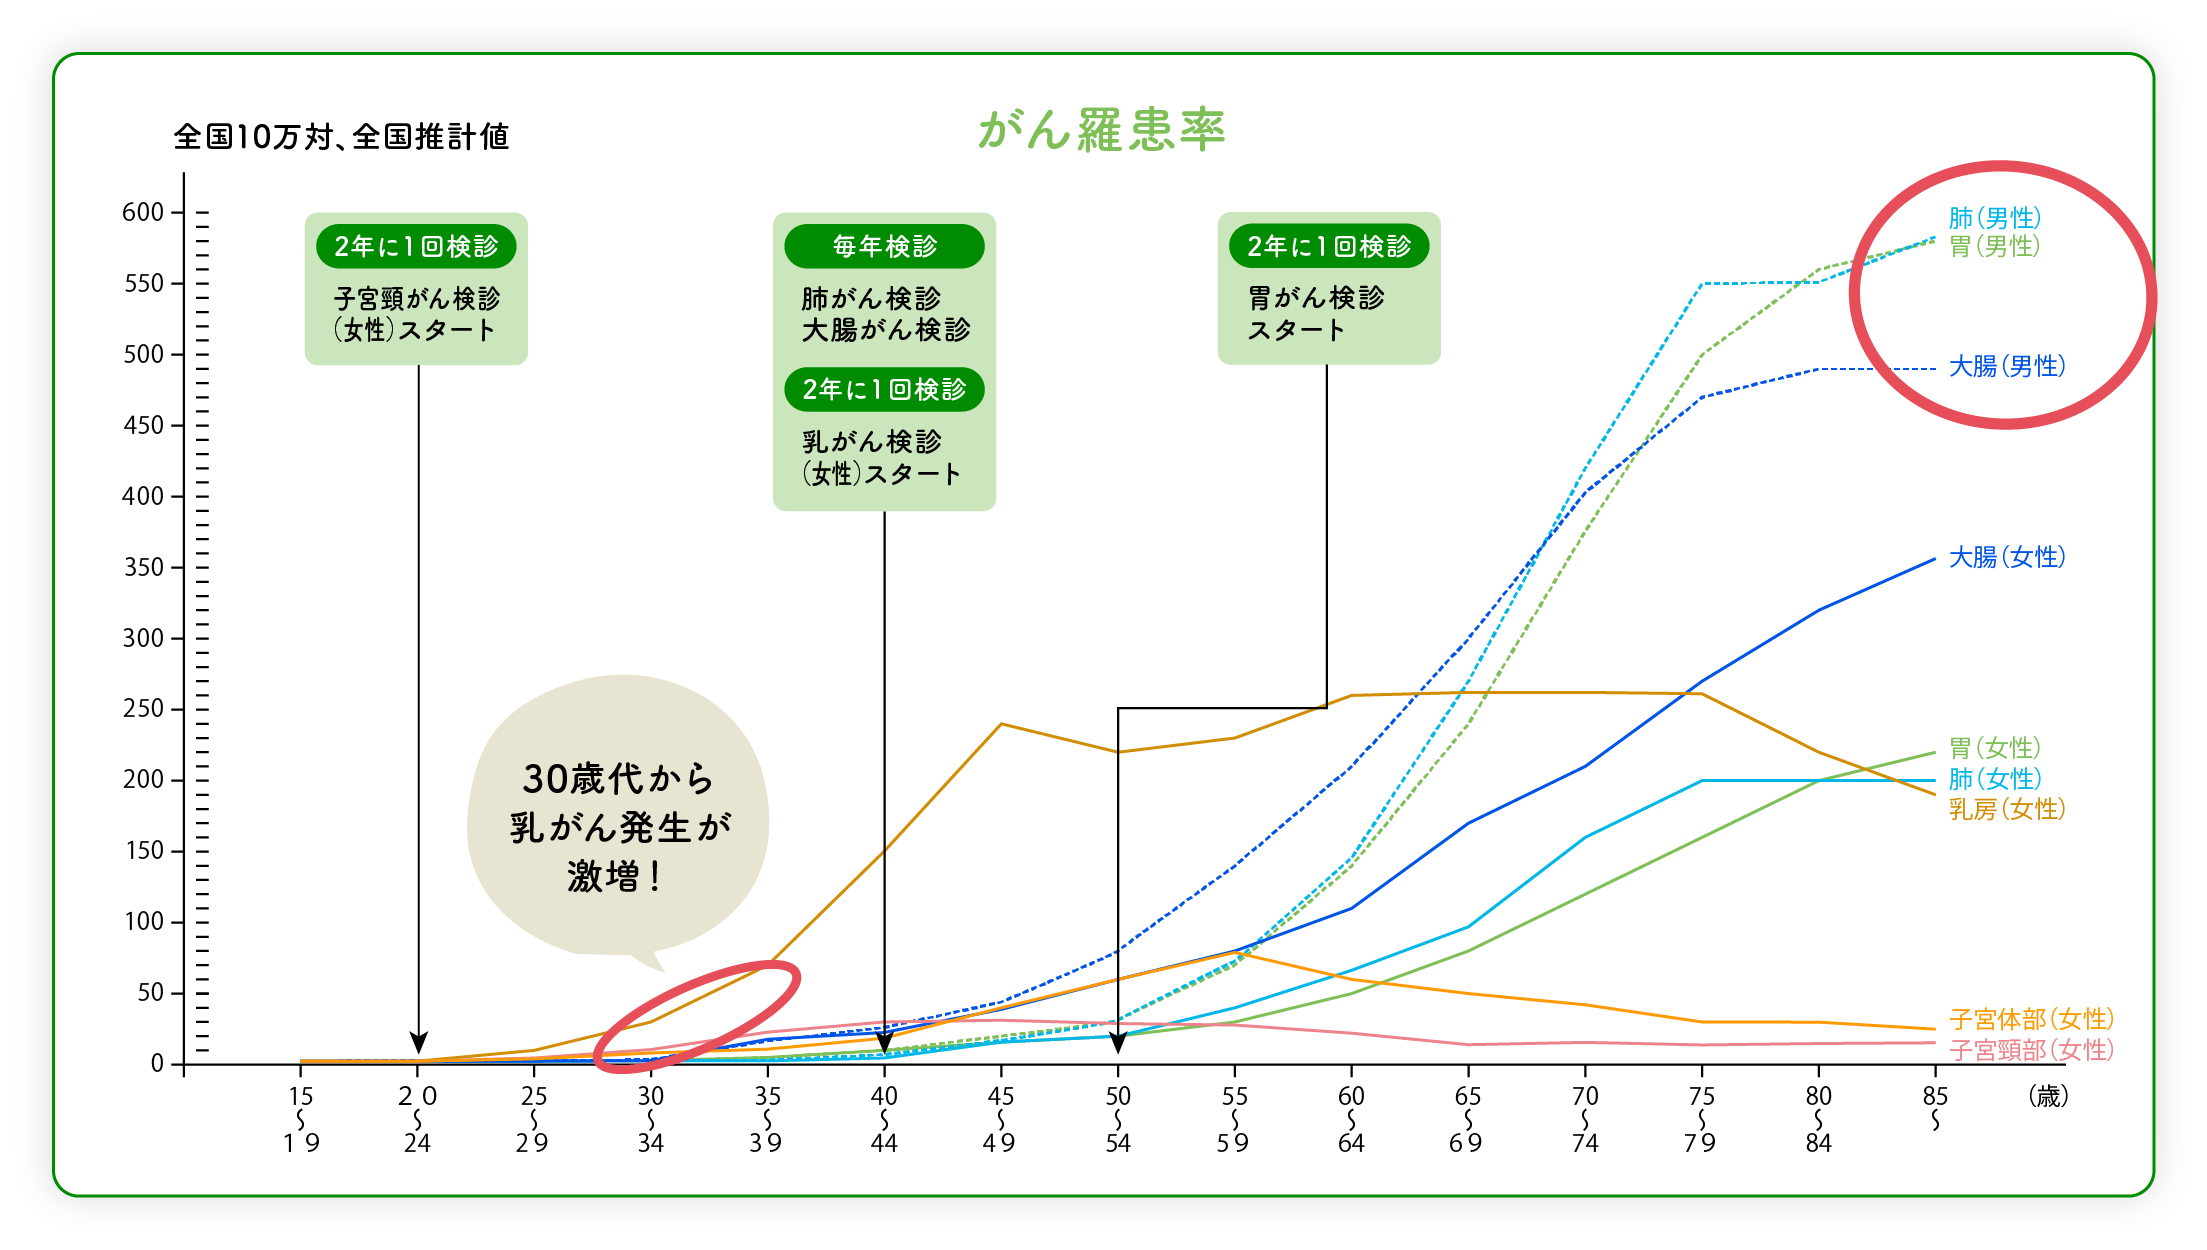 がん羅患率
全国10万対、全国推計値
600
550
500
450
400
350
300
250
200
150
100
50
0
2年に1回検診
子宮頸がん検診
(女性)スタート
毎年検診
肺がん検診
大腸がん検診
2年に1回検診
乳がん検診
(女性)スタート
2年に1回検診
胃がん検診
スタート
30歳代から
乳がん発生が
激増！
肺(男性)
胃(男性)
大腸(男性)
大腸(女性)
胃(女性)
肺(女性)
乳房(女性)
子宮体部(女性)
子宮頸部(女性)
15〜19
20〜24
25〜29
30〜34
35〜39
40〜44
45〜49
50〜54
55〜59
60〜64
65〜69
70〜74
75〜79
80〜84
85〜
(歳)